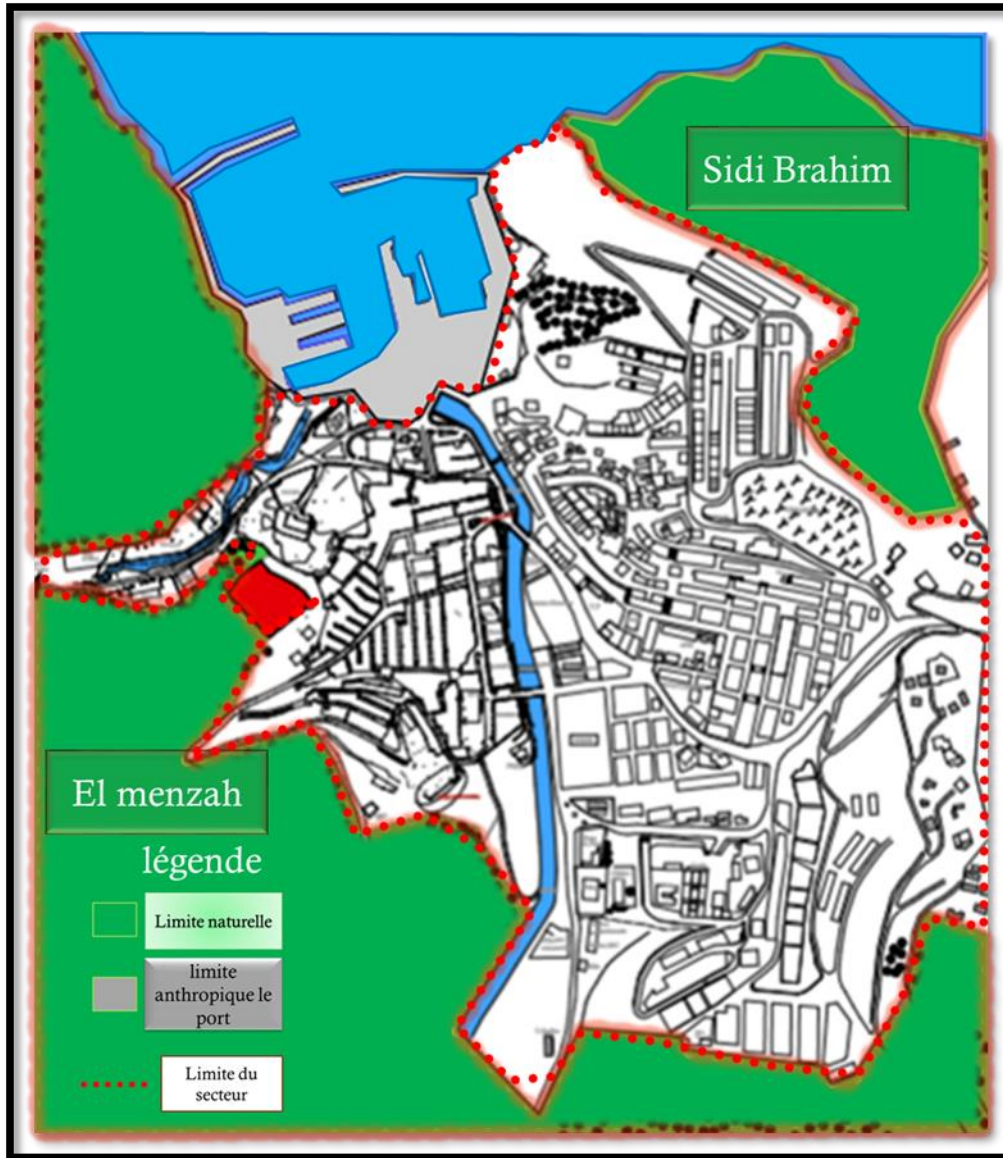 Sidi Brahim
El menzah
légende
Limite naturelle
limite
anthropique le
port
Limite du
secteur